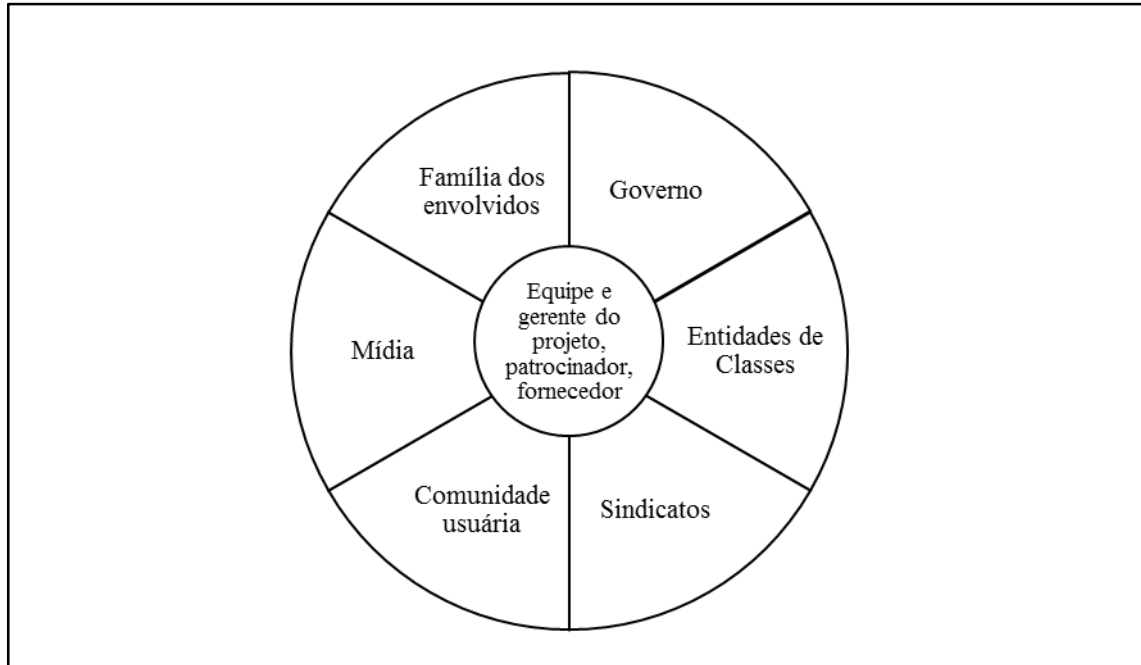 Família dos
envolvidos
Governo
Mídia
Equipe e
gerente do
projeto,
patrocinador,
fornecedor
Entidades de
Classes
Comunidade
usuária
Sindicatos